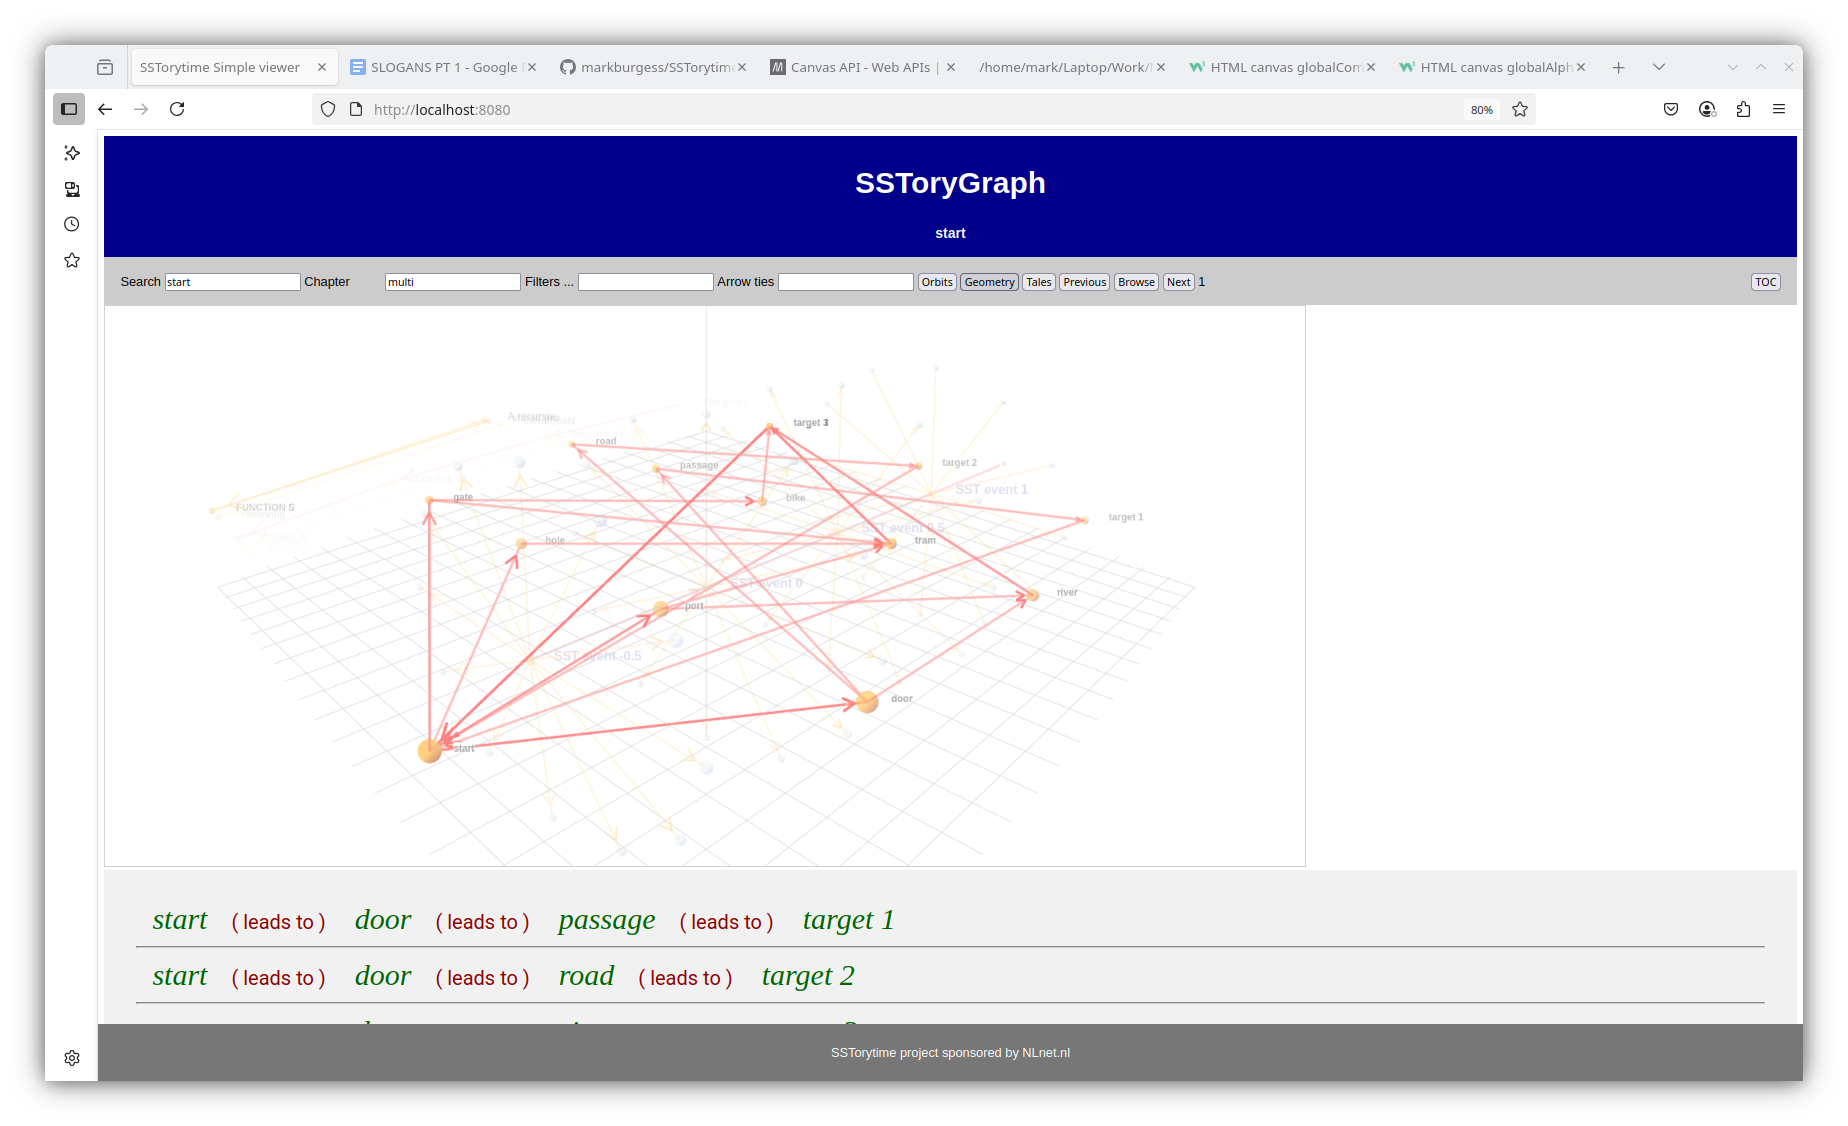 SSTorytime Simple viewer
SLOGANS PT 1 - Google
markburgess/SSTorytim
Canvas API - Web APIs |
/home/mark/Laptop/Work/
HTML canvas globalCom
HTML canvas globalAlph
http://localhost:8080
80%
SSToryGraph
start
Search start Chapter multi Filters ... Arrow ties Orbits Geometry Tales Previous Browse Next 1 TOC
target 3
road
target 2
passage
SST event 1
gate
bike
FUNCTION S
target 1
SST event 0.5
hole
tram
SST event 0
river
port
SST event -0.5
door
start
start ( leads to ) door ( leads to ) passage ( leads to ) target 1
start ( leads to ) door ( leads to ) road ( leads to ) target 2
SSTorytime project sponsored by NLnet.nl